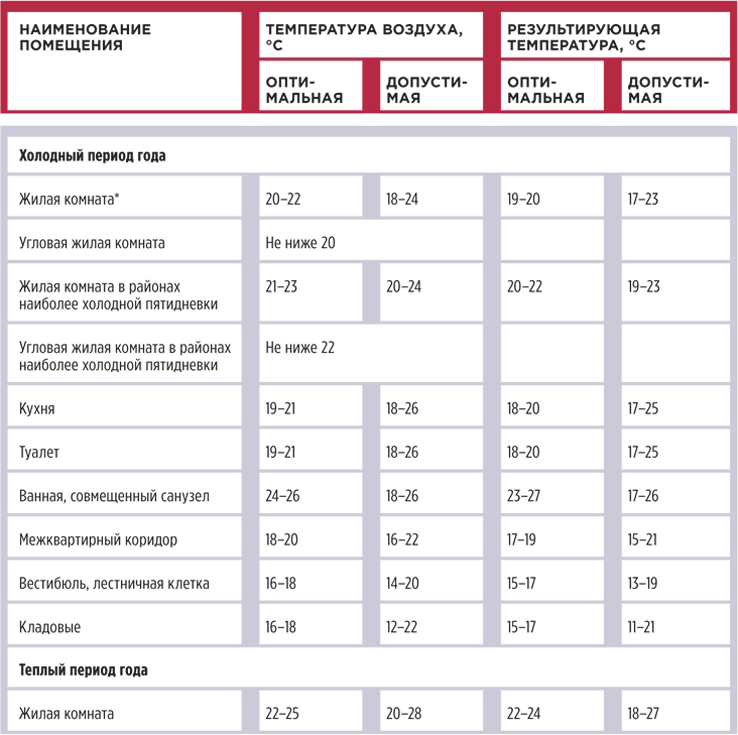 НАИМЕНОВАНИЕ
ПОМЕЩЕНИЯ
ТЕМПЕРАТУРА ВОЗДУХА,
°С
РЕЗУЛЬТИРУЮЩАЯ
ТЕМПЕРАТУРА, °С
ОПТИ-
МАЛЬНАЯ
ДОПУСТИ-
МАЯ
ОПТИ-
МАЛЬНАЯ
ДОПУСТИ-
МАЯ
Холодный период года
Жилая комната* 20–22 18–24 19–20 17–23
Угловая жилая комната Не ниже 20
Жилая комната в районах
наиболее холодной пятидневки
21–23 20–24 20–22 19–23
Угловая жилая комната в районах
наиболее холодной пятидневки
Не ниже 22
Кухня 19–21 18–26 18–20 17–25
Туалет 19–21 18–26 18–20 17–25
Ванная, совмещенный санузел 24–26 18–26 23–27 17–26
Межквартирный коридор 18–20 16–22 17–19 15–21
Вестибюль, лестничная клетка 16–18 14–20 15–17 13–19
Кладовые 16–18 12–22 15–17 11–21
Теплый период года
Жилая комната 22–25 20–28 22–24 18–27